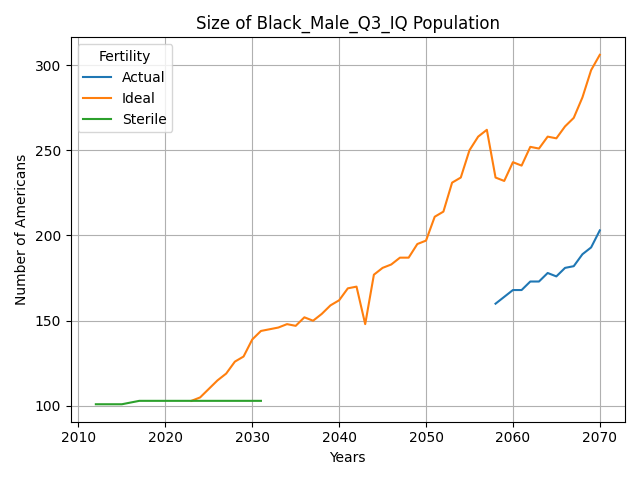 Size of Black_Male_Q3_IQ Population
Fertility
Actual
Ideal
Sterile
Number of Americans
300
250
200
150
100
2010 2020 2030 2040 2050 2060 2070
Years